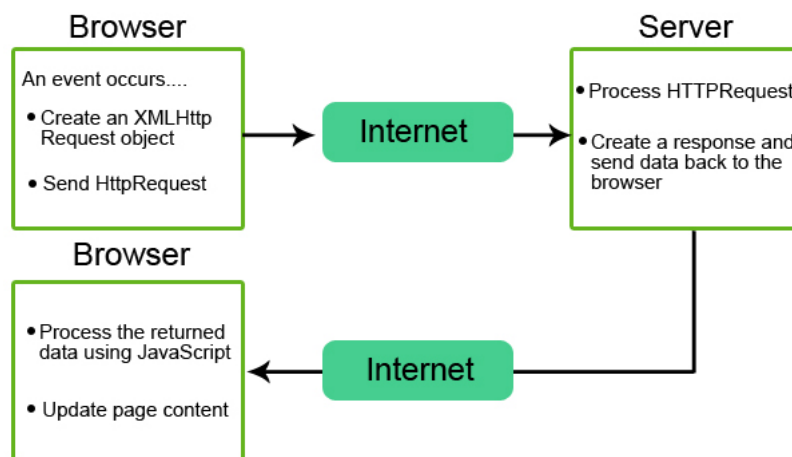 Browser
An event occurs....
• Create an XMLHttp
Request object
• Send HttpRequest
Internet
Server
• Process HTTPRequest
• Create a response and
send data back to the
browser
Browser
• Process the returned
data using JavaScript
• Update page content
Internet